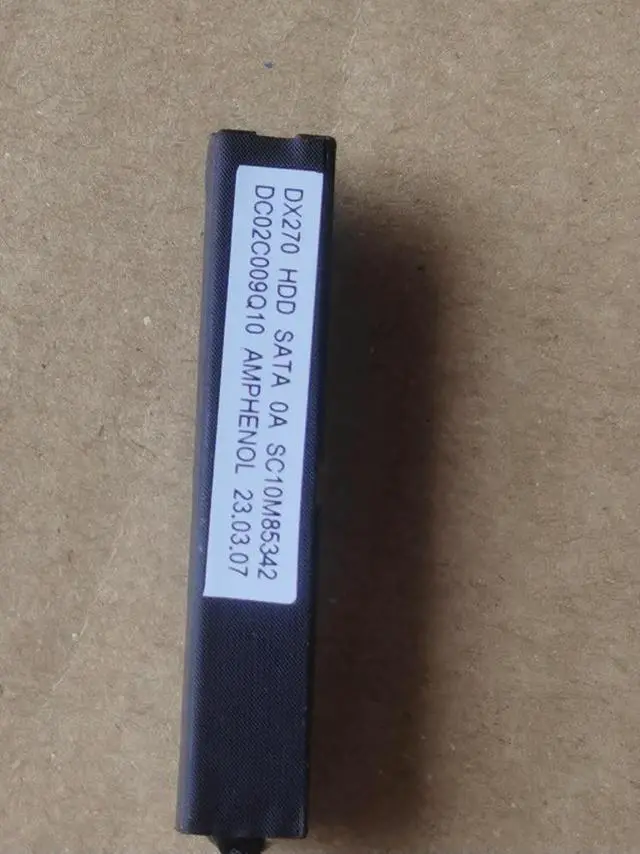 DX270 HDD SATA 0A SC10M85342
DC02C009Q10 AMPHENOL 23.03.07